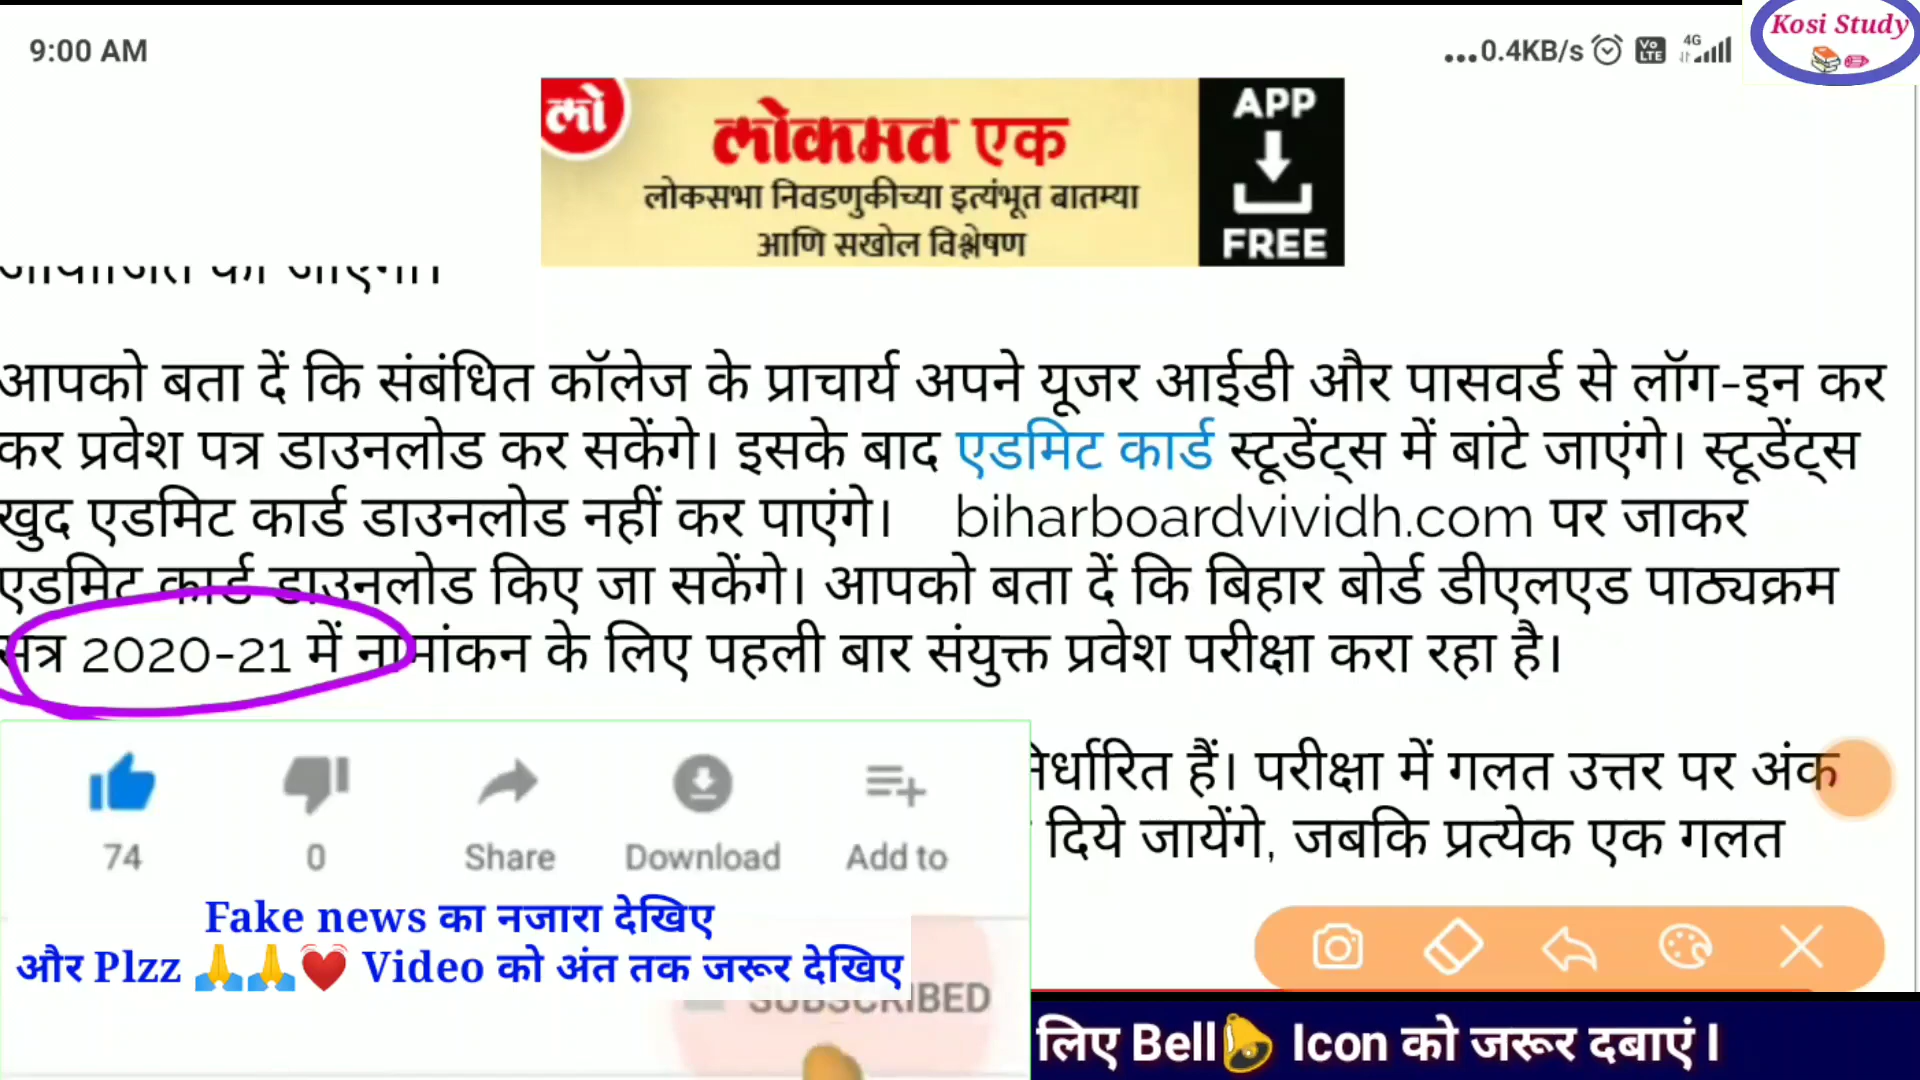 Kosi Study
9:00 AM
...0.4KB/s
Vo LTE
4G
लो
लोकमत एक
लोकसभा निवडणुकीच्या इत्यंभूत बातम्या
आणि सखोल विश्लेषण
APP
FREE
आपको बता दें कि संबंधित कॉलेज के प्राचार्य अपने यूजर आईडी और पासवर्ड से लॉग-इन कर
कर प्रवेश पत्र डाउनलोड कर सकेंगे। इसके बाद एडमिट कार्ड स्टूडेंट्स में बांटे जाएंगे। स्टूडेंट्स
खुद एडमिट कार्ड डाउनलोड नहीं कर पाएंगे। biharboardvividh.com पर जाकर
एडमिट कार्ड डाउनलोड किए जा सकेंगे। आपको बता दें कि बिहार बोर्ड डीएलएड पाठ्यक्रम
सत्र 2020-21 में नामांकन के लिए पहली बार संयुक्त प्रवेश परीक्षा करा रहा है।
निर्धारित हैं। परीक्षा में गलत उत्तर पर अंक
दिये जायेंगे, जबकि प्रत्येक एक गलत
74
0
Share
Download
Add to
Fake news का नजारा देखिए
और Plzz 🙏🙏💓 Video को अंत तक जरूर देखिए
SUBSCRIBED
लिए Bell🔔 Icon को जरूर दबाएं।